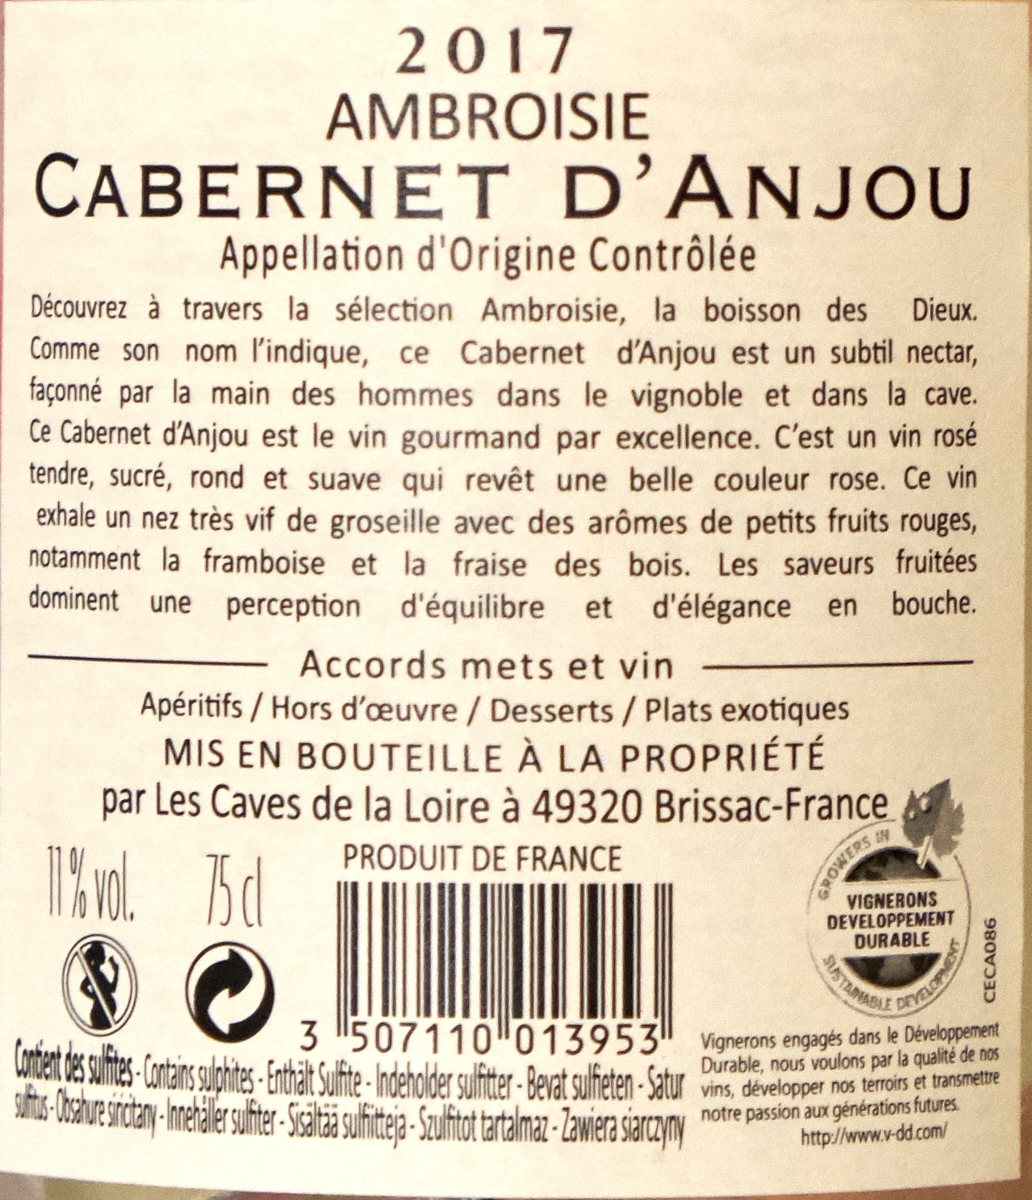 2017
AMBROISIE
CABERNET D'ANJOU
Appellation d'Origine Contrôlée
Découvrez à travers la sélection Ambroisie, la boisson des Dieux.
Comme son nom l'indique, ce Cabernet d'Anjou est un subtil nectar,
façonné par la main des hommes dans le vignoble et dans la cave.
Ce Cabernet d'Anjou est le vin gourmand par excellence. C'est un vin rosé
tendre, sucré, rond et suave qui revêt une belle couleur rose. Ce vin
exhale un nez très vif de groseille avec des arômes de petits fruits rouges,
notamment la framboise et la fraise des bois. Les saveurs fruitées
dominent une perception d'équilibre et d'élégance en bouche.
Accords mets et vin
Apéritifs / Hors d'œuvre / Desserts / Plats exotiques
MIS EN BOUTEILLE À LA PROPRIÉTÉ
par Les Caves de la Loire à 49320 Brissac-France
11 % vol.
75 cl
PRODUIT DE FRANCE
3 507110 013953
Contient des sulfites - Contains sulphites - Enthält Sulfite - Indeholder sulfitter - Bevat sulfieten - Satur
sulfitus - Obsahure siricitany - Innehåller sulfiter - Sisältää sulfiitteja - Szulfitot tartalmaz - Zawiera siarczyny
GROWERS IN
VIGNERONS
DEVELOPPEMENT
DURABLE
SUSTAINABLE DEVELOPMENT
CECA086
Vignerons engagés dans le Développement
Durable, nous voulons par la qualité de nos
vins, développer nos terroirs et transmettre
notre passion aux générations futures.
http://www.v-dd.com/